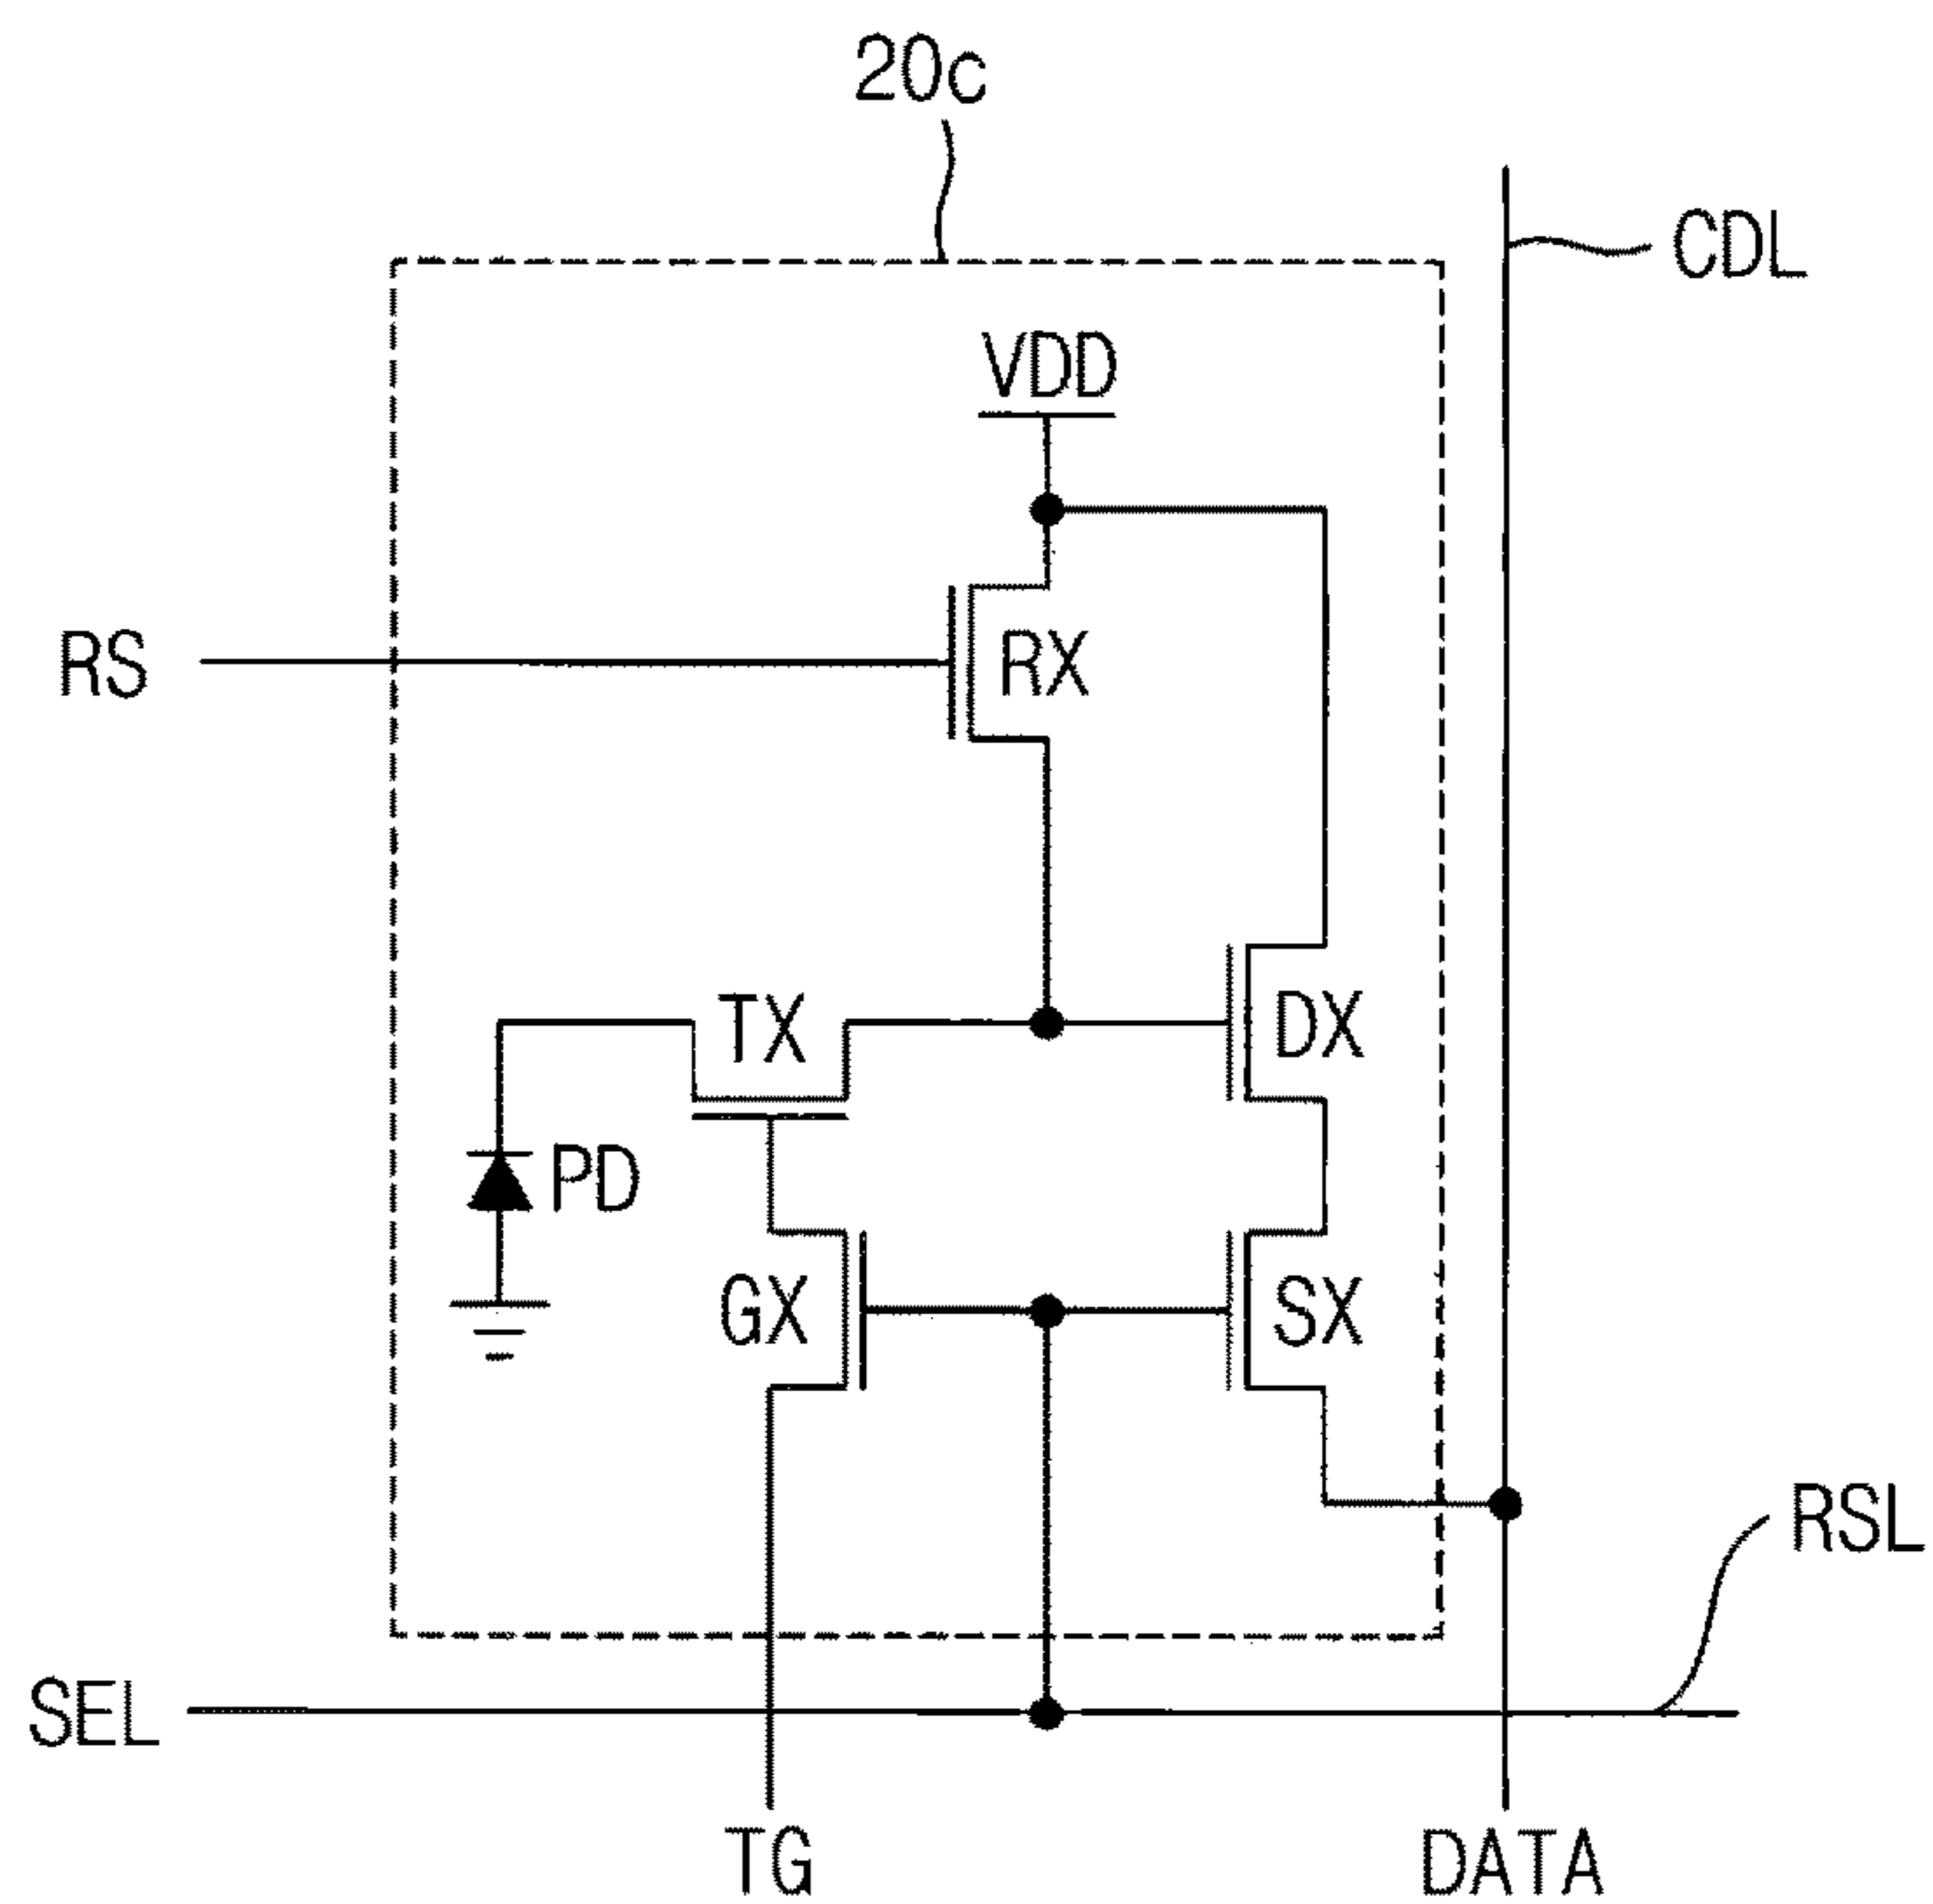 20c
CDL
VDD
RS
RX
TX
DX
PD
GX
SX
RSL
SEL
TG
DATA